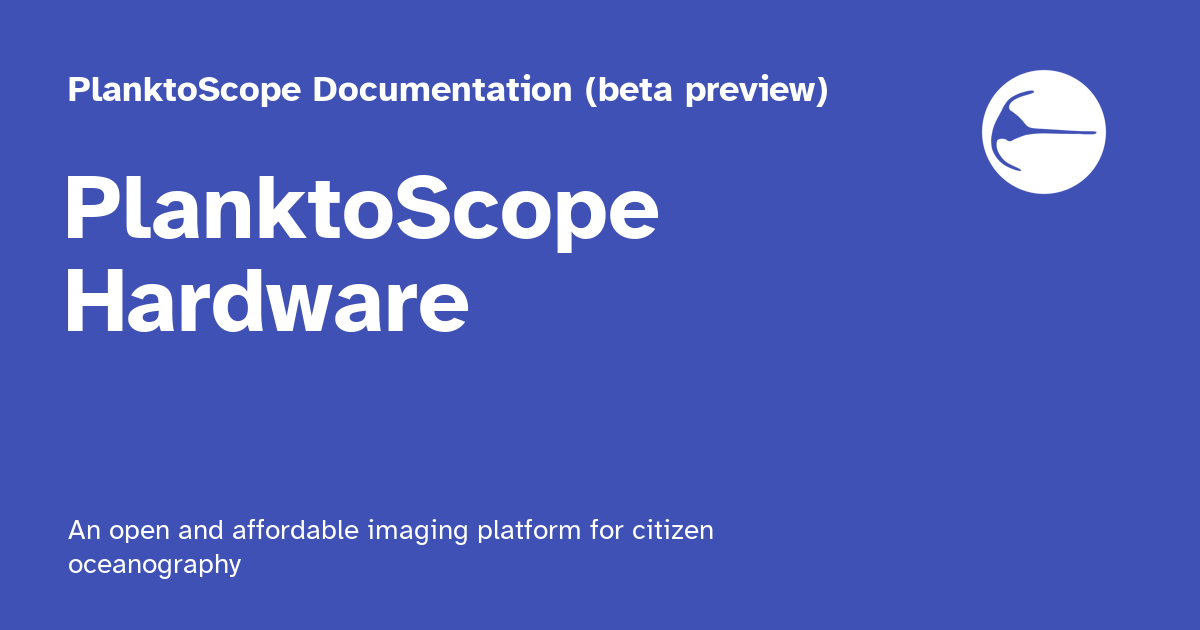 PlanktoScope Documentation (beta preview)
PlanktoScope
Hardware
An open and affordable imaging platform for citizen
oceanography